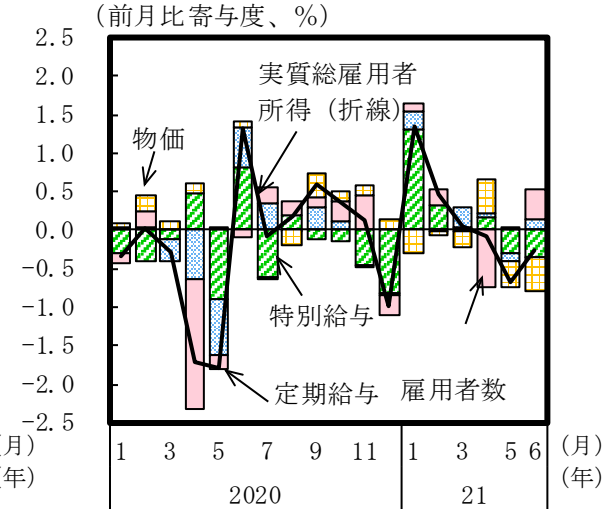 （前月比寄与度、%）
2.5
2.0
1.5
1.0
0.5
0.0
-0.5
-1.0
-1.5
-2.0
-2.5
実質総雇用者
所得（折線）
物価
特別給与
定期給与
雇用者数
（月） 1 3 5 7 9 11 1 3 5 6 （月）
（年） 2020 21 （年）